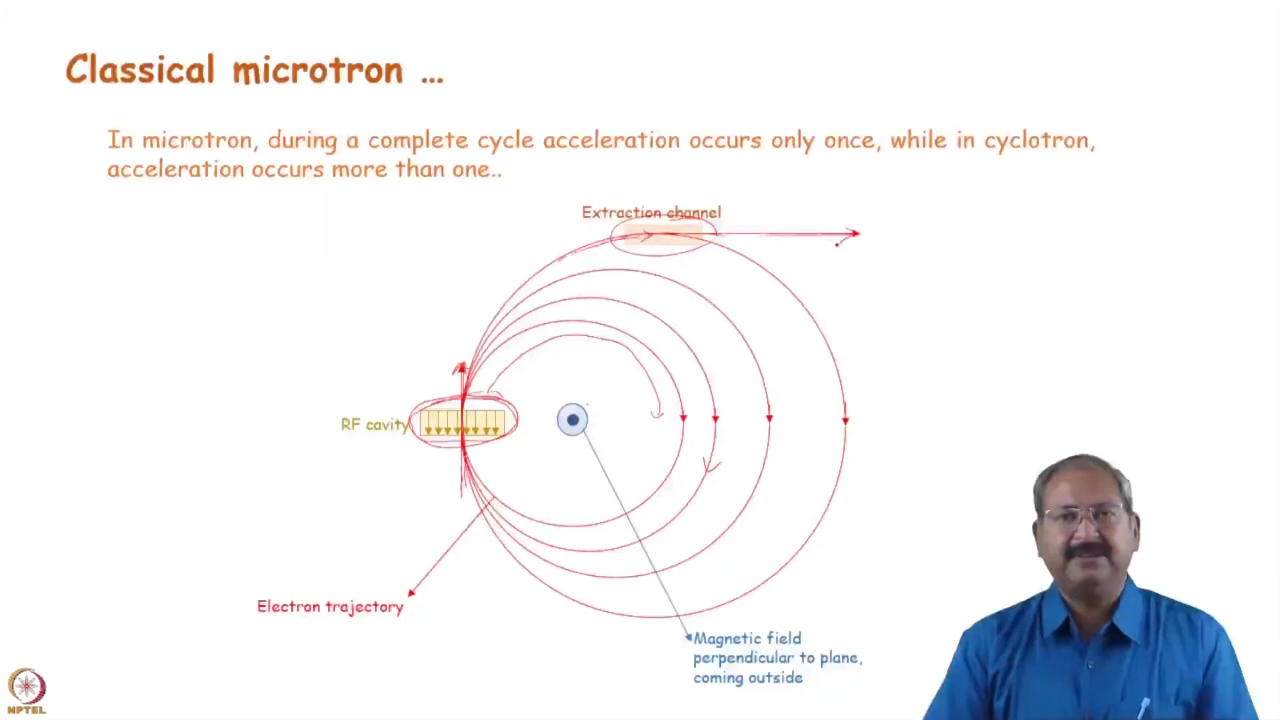 Classical microtron ...
In microtron, during a complete cycle acceleration occurs only once, while in cyclotron,
acceleration occurs more than one..
Extraction channel
RF cavity
Electron trajectory
Magnetic field
perpendicular to plane,
coming outside
NPTEL